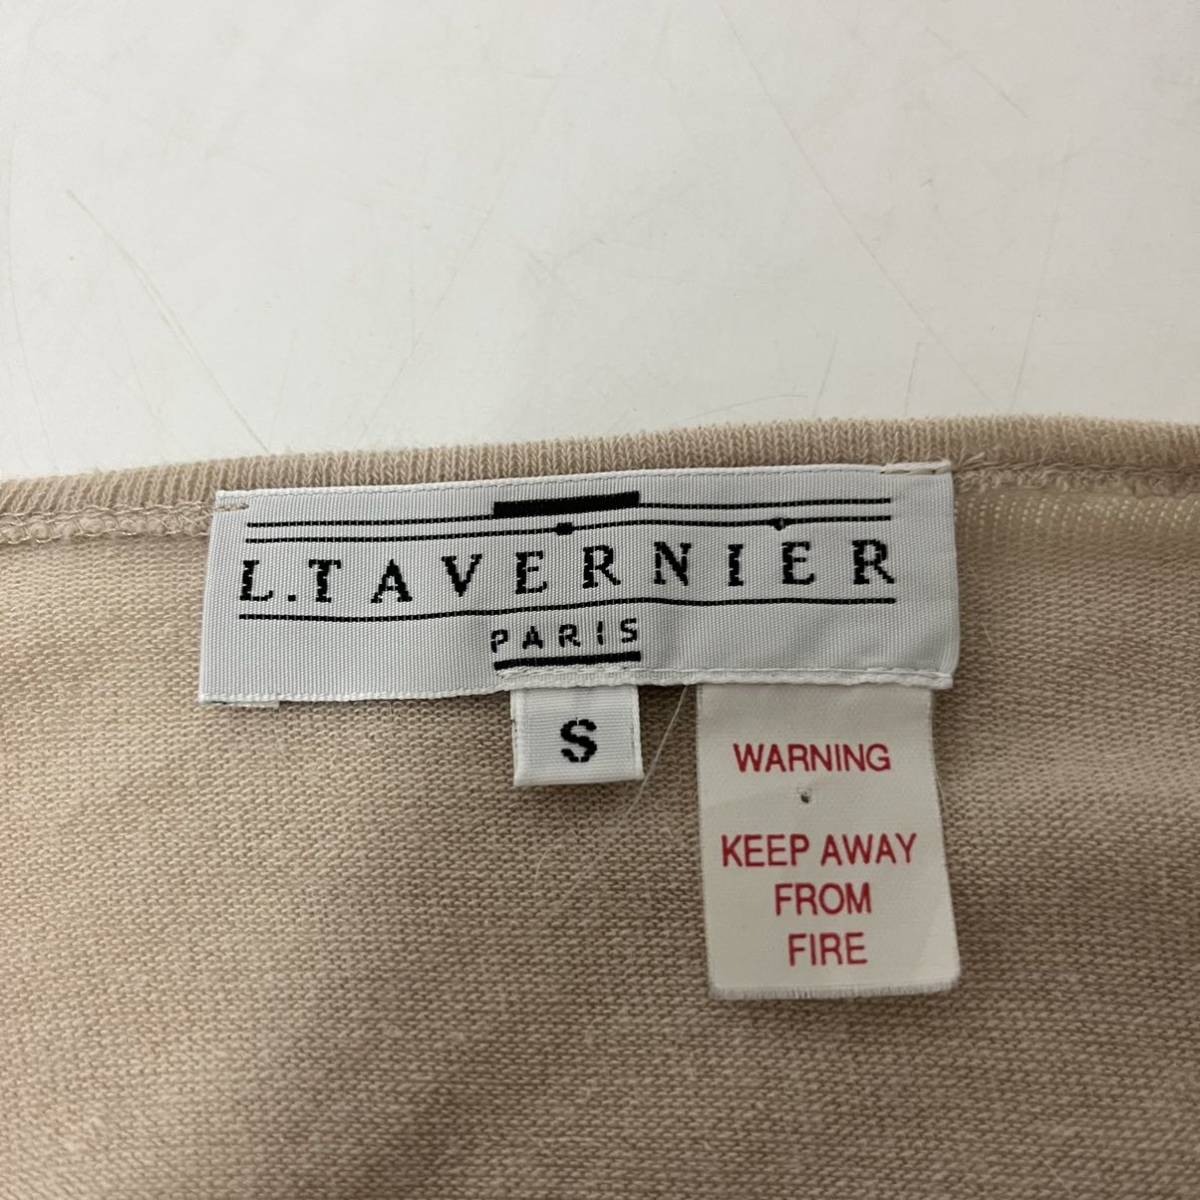 L.TAVERNIER
PARIS
S
WARNING
KEEP AWAY
FROM
FIRE